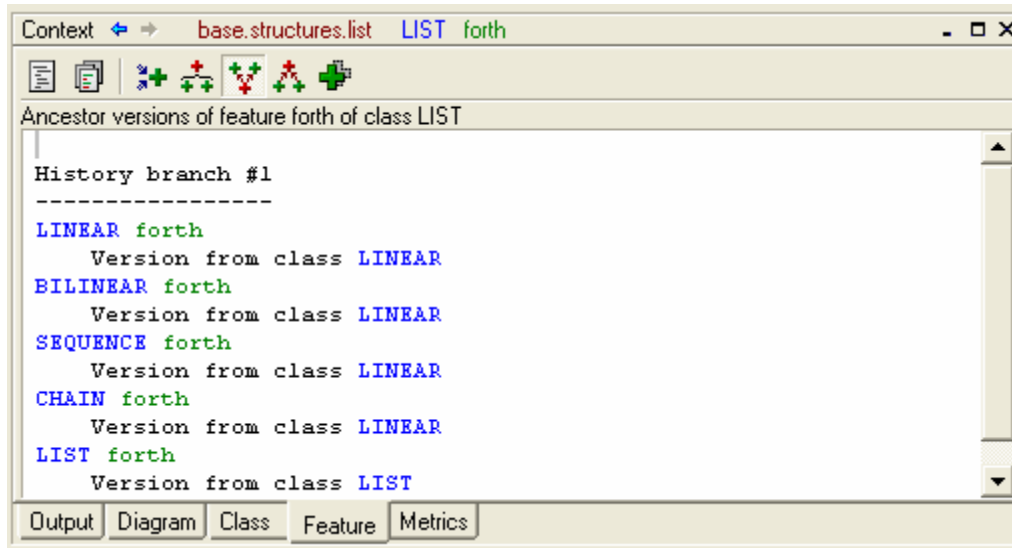 Context base.structures.list LIST forth
Ancestor versions of feature forth of class LIST
History branch #1
-----------------
LINEAR forth
Version from class LINEAR
BILINEAR forth
Version from class LINEAR
SEQUENCE forth
Version from class LINEAR
CHAIN forth
Version from class LINEAR
LIST forth
Version from class LIST
Output Diagram Class Feature Metrics